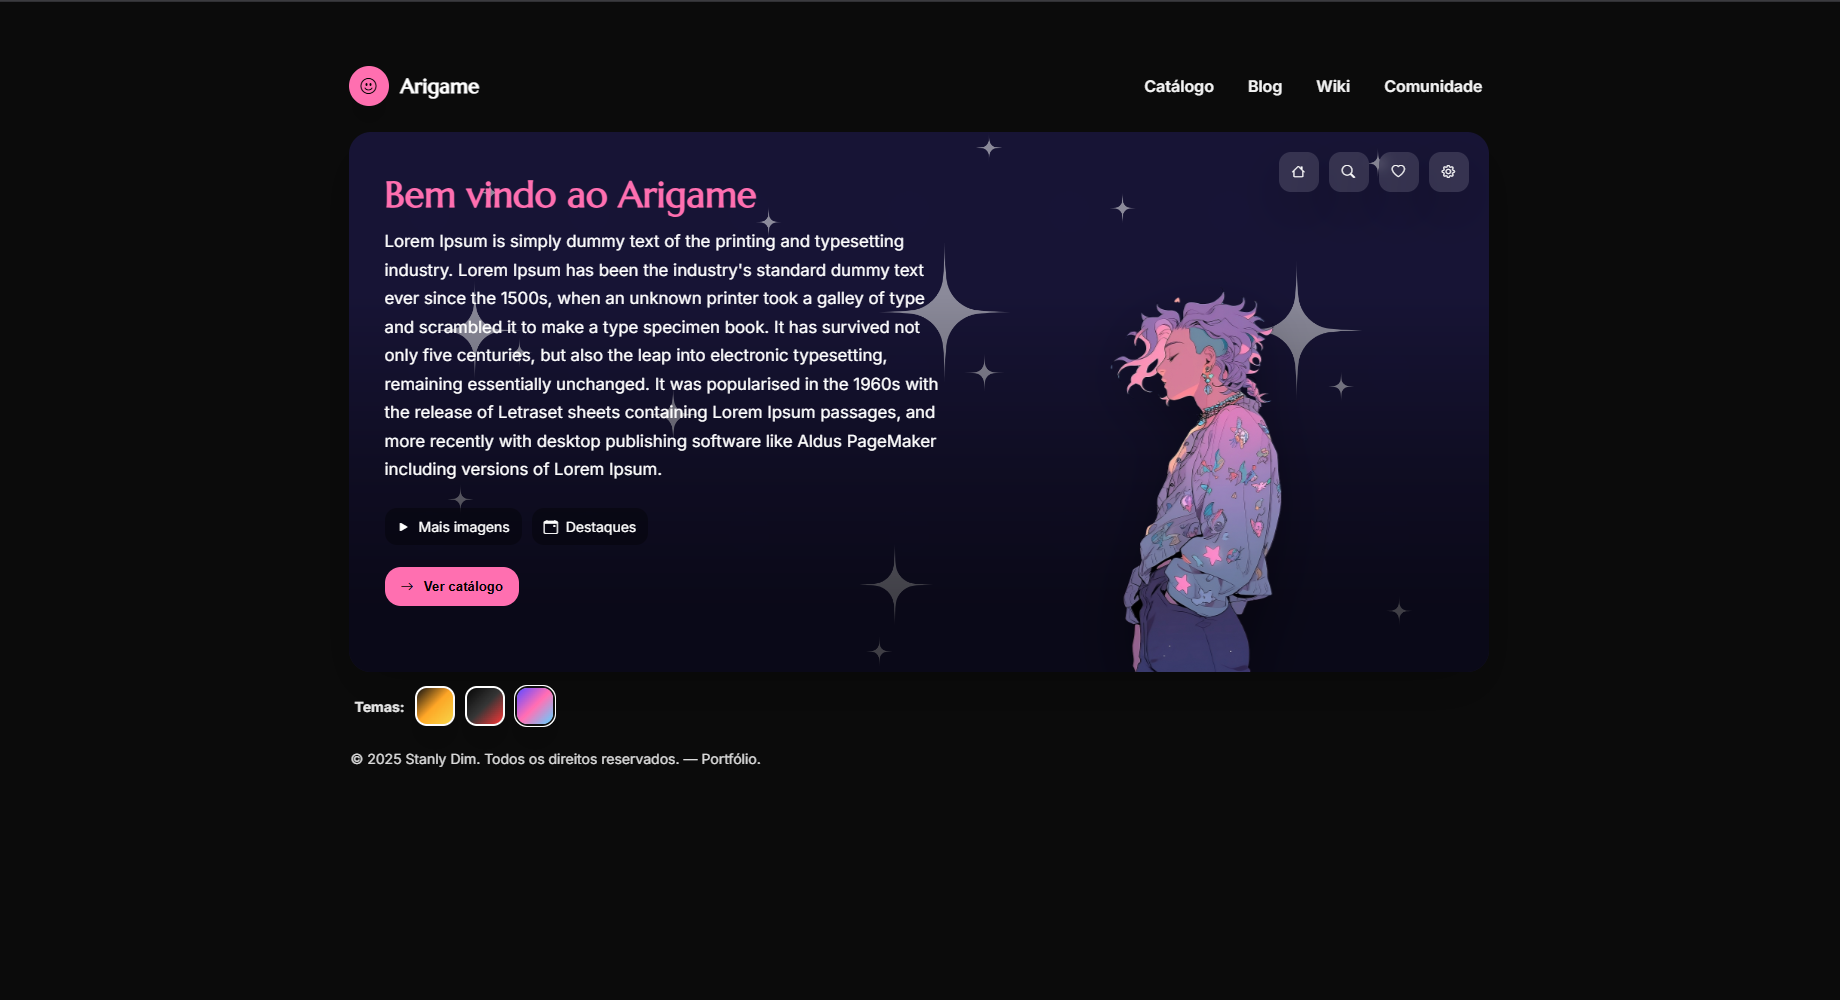 Arigame
Catálogo Blog Wiki Comunidade
Bem vindo ao Arigame
Lorem Ipsum is simply dummy text of the printing and typesetting
industry. Lorem Ipsum has been the industry's standard dummy text
ever since the 1500s, when an unknown printer took a galley of type
and scrambled it to make a type specimen book. It has survived not
only five centuries, but also the leap into electronic typesetting,
remaining essentially unchanged. It was popularised in the 1960s with
the release of Letraset sheets containing Lorem Ipsum passages, and
more recently with desktop publishing software like Aldus PageMaker
including versions of Lorem Ipsum.
Mais imagens Destaques
Ver catálogo
Temas:
© 2025 Stanly Dim. Todos os direitos reservados. — Portfólio.